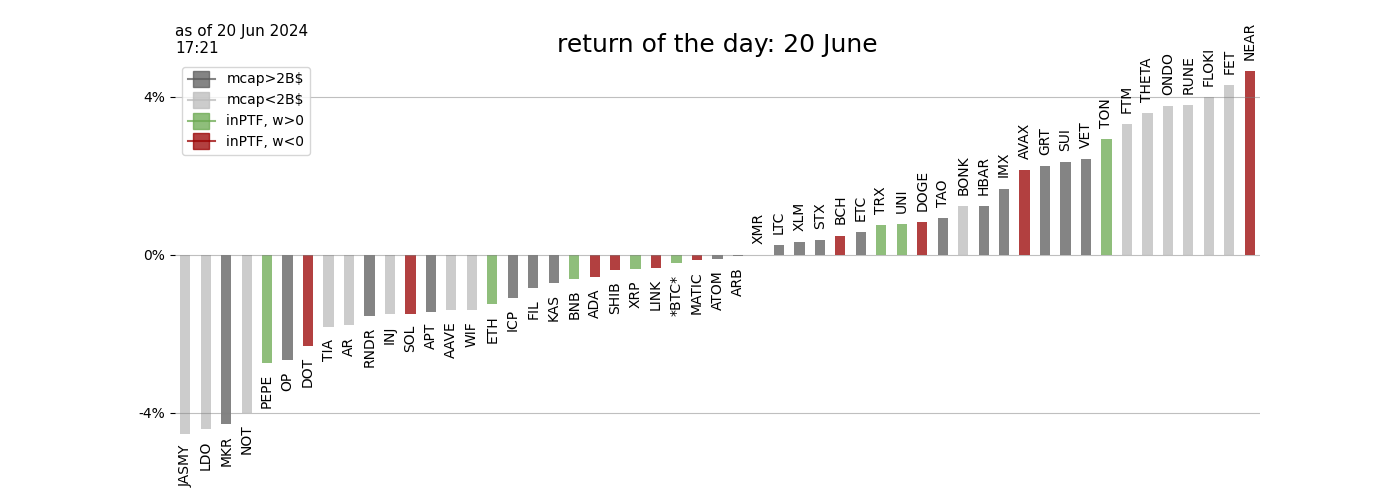 as of 20 Jun 2024
17:21
return of the day: 20 June
mcap>2B$
mcap<2B$
inPTF, w>0
inPTF, w<0
4%
0%
-4%
JASMY
LDO
MKR
NOT
PEPE
OP
DOT
TIA
AR
RNDR
INJ
SOL
APT
AAVE
WIF
ETH
ICP
FIL
KAS
BNB
ADA
SHIB
XRP
LINK
*BTC*
MATIC
ATOM
ARB
XMR
LTC
XLM
STX
BCH
ETC
TRX
UNI
DOGE
TAO
BONK
HBAR
IMX
AVAX
GRT
SUI
VET
TON
FTM
THETA
ONDO
RUNE
FLOKI
FET
NEAR